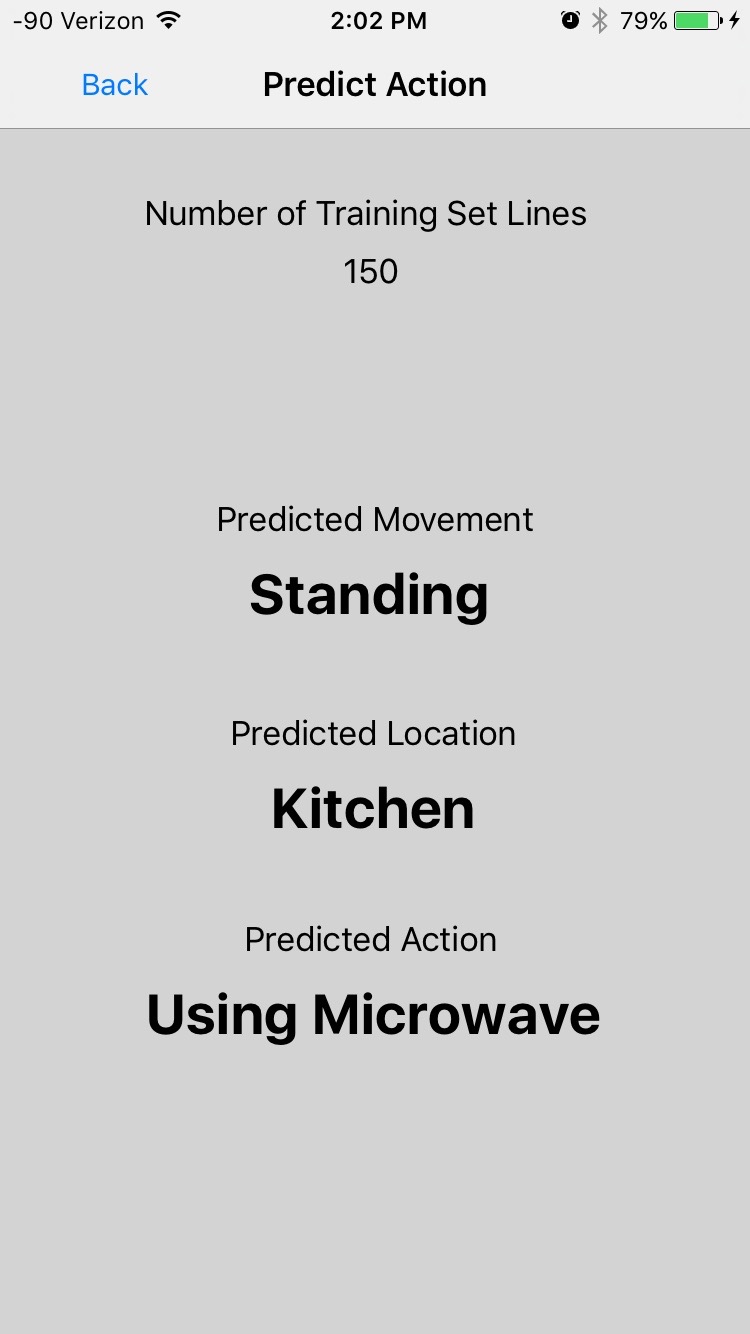 -90 Verizon 2:02 PM 79%
Back Predict Action
Number of Training Set Lines
150
Predicted Movement
Standing
Predicted Location
Kitchen
Predicted Action
Using Microwave